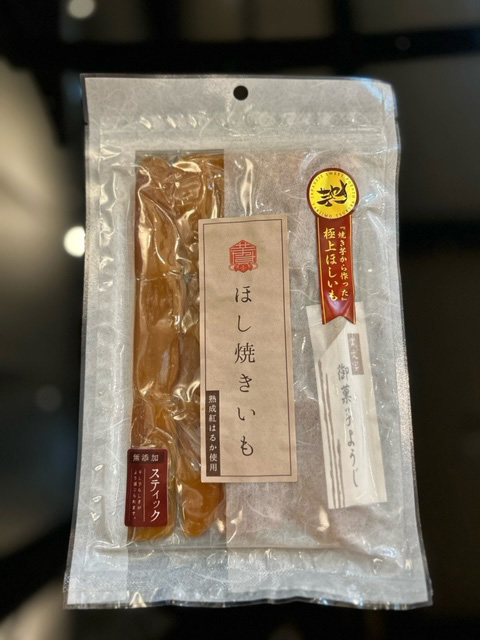 「焼き芋から作った」
極上ほしいも
ほし焼きいも
熟成紅はるか使用
無添加
スティック
御菓子ようじ